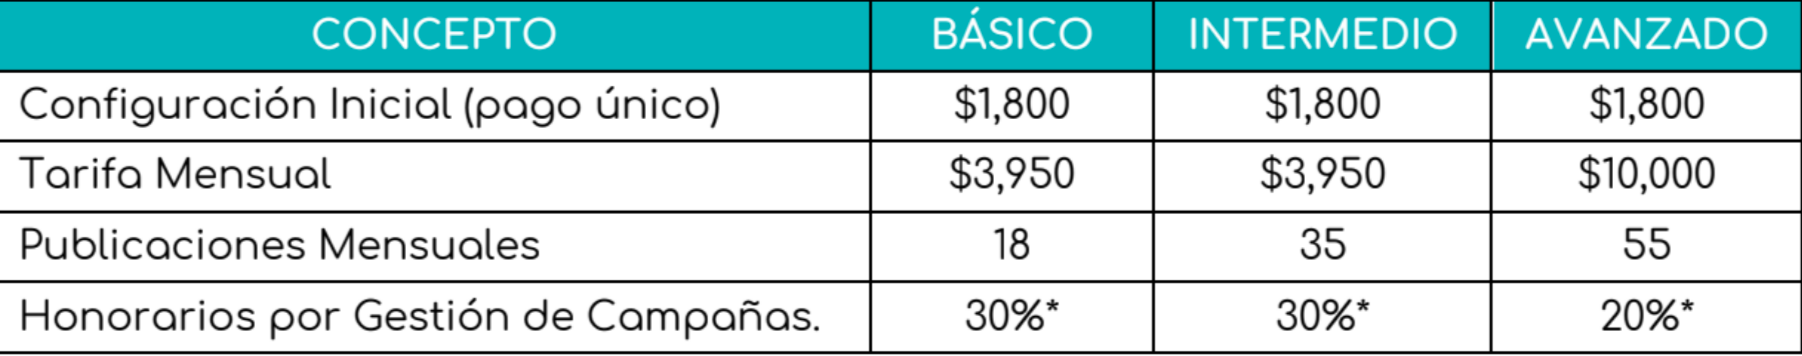 CONCEPTO BÁSICO INTERMEDIO AVANZADO
Configuración Inicial (pago único) $1,800 $1,800 $1,800
Tarifa Mensual $3,950 $3,950 $10,000
Publicaciones Mensuales 18 35 55
Honorarios por Gestión de Campañas. 30%* 30%* 20%*